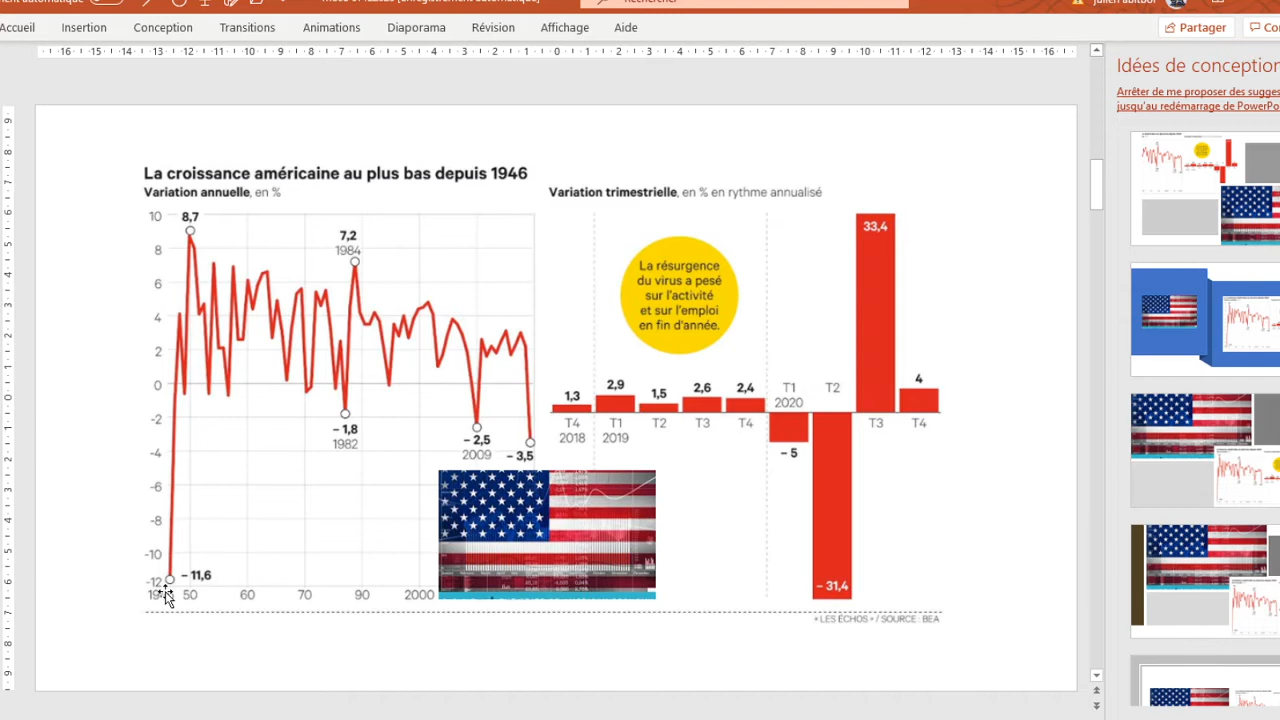 Accueil Insertion Conception Transitions Animations Diaporama Révision Affichage Aide
Partager
Idées de conception
Arrêter de me proposer des sugges
jusqu'au redémarrage de PowerPo
La croissance américaine au plus bas depuis 1946
Variation annuelle, en %
10
8
6
4
2
0
-2
-4
-6
-8
-10
-12
8,7
7,2
1984
– 1,8
1982
– 2,5
2009
– 3,5
– 11,6
50 60 70 80 90 2000
Variation trimestrielle, en % en rythme annualisé
La résurgence
du virus a pesé
sur l'activité
et sur l'emploi
en fin d'année.
1,3 2,9 1,5 2,6 2,4 – 5 – 31,4 33,4 4
T4 T1 T2 T3 T4 T1 T2 T3 T4
2018 2019 2020
« LES ÉCHOS » / SOURCE : BEA